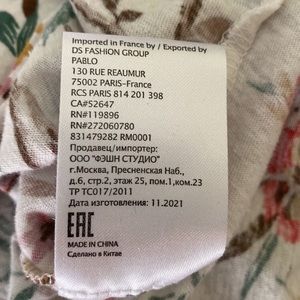 Imported in France by / Exported by
DS FASHION GROUP
PABLO
130 RUE REAUMUR
75002 PARIS-France
RCS PARIS 814 201 398
CA#52647
RN#119896
RN#272060780
831479282 RM0001
Продавец/импортер:
ООО "ФЭШН СТУДИО"
г.Москва, Пресненская Наб.,
д.6, стр.2, этаж 25, пом.1,ком.23
ТР ТС017/2011
Дата изготовления: 11.2021
EAC
MADE IN CHINA
Сделано в Китае